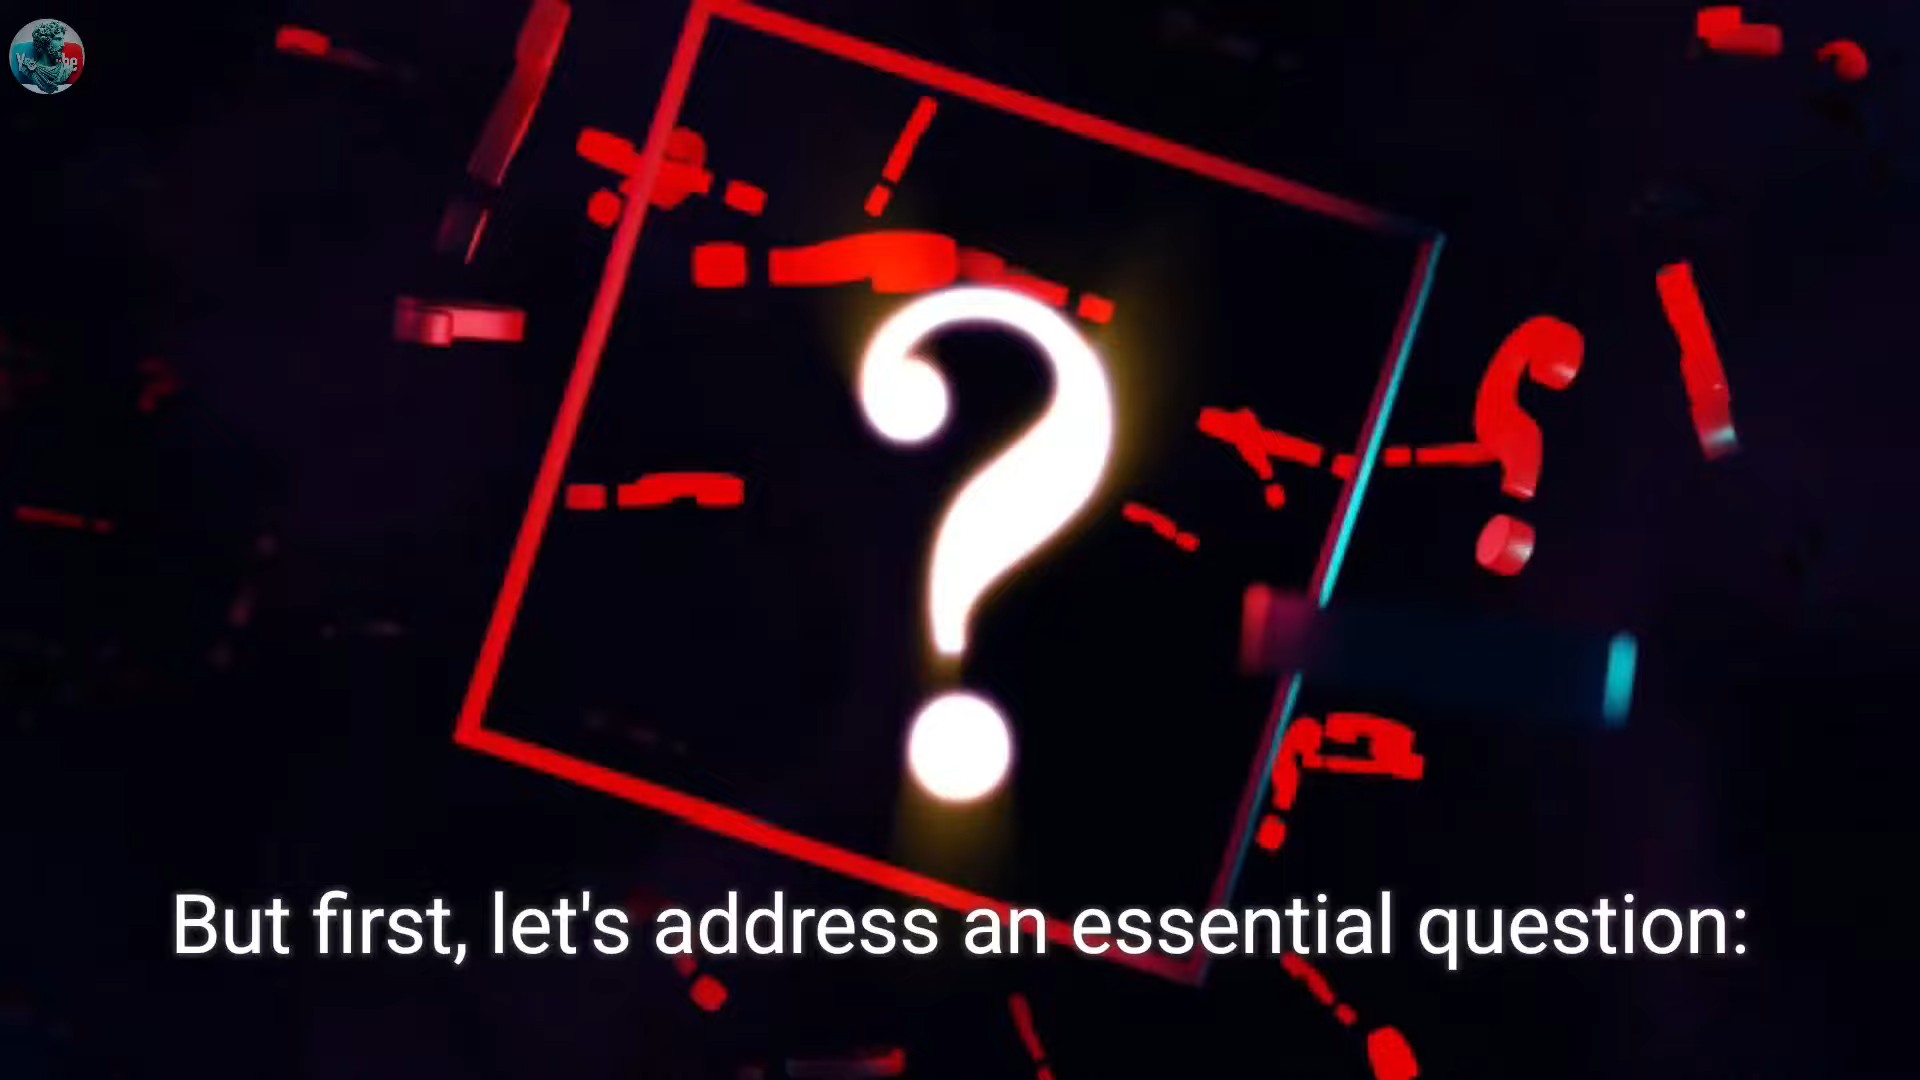 ?
But first, let's address an essential question: